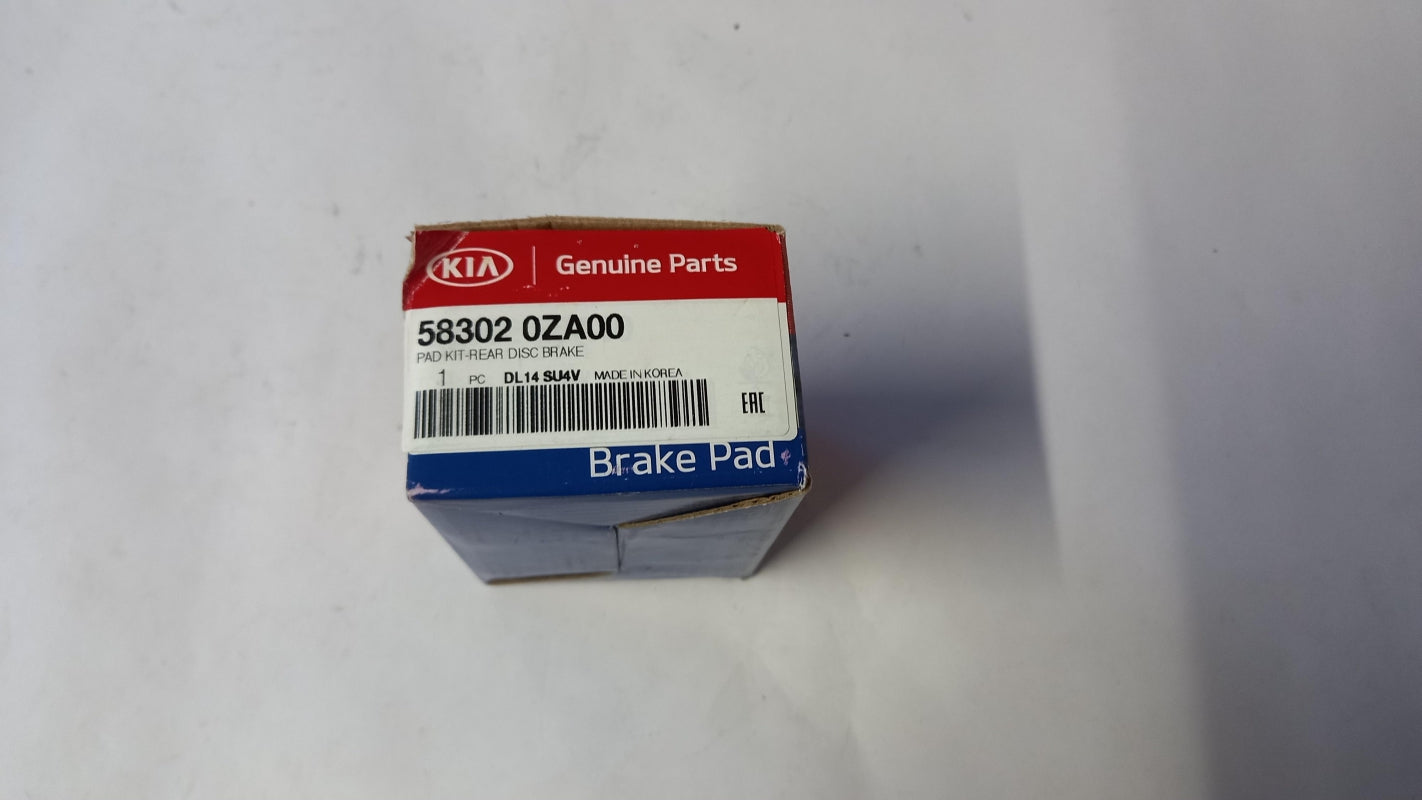 KIA Genuine Parts
58302 0ZA00
PAD KIT-REAR DISC BRAKE
1 PC DL14 SU4V MADE IN KOREA
EAC
Brake Pad